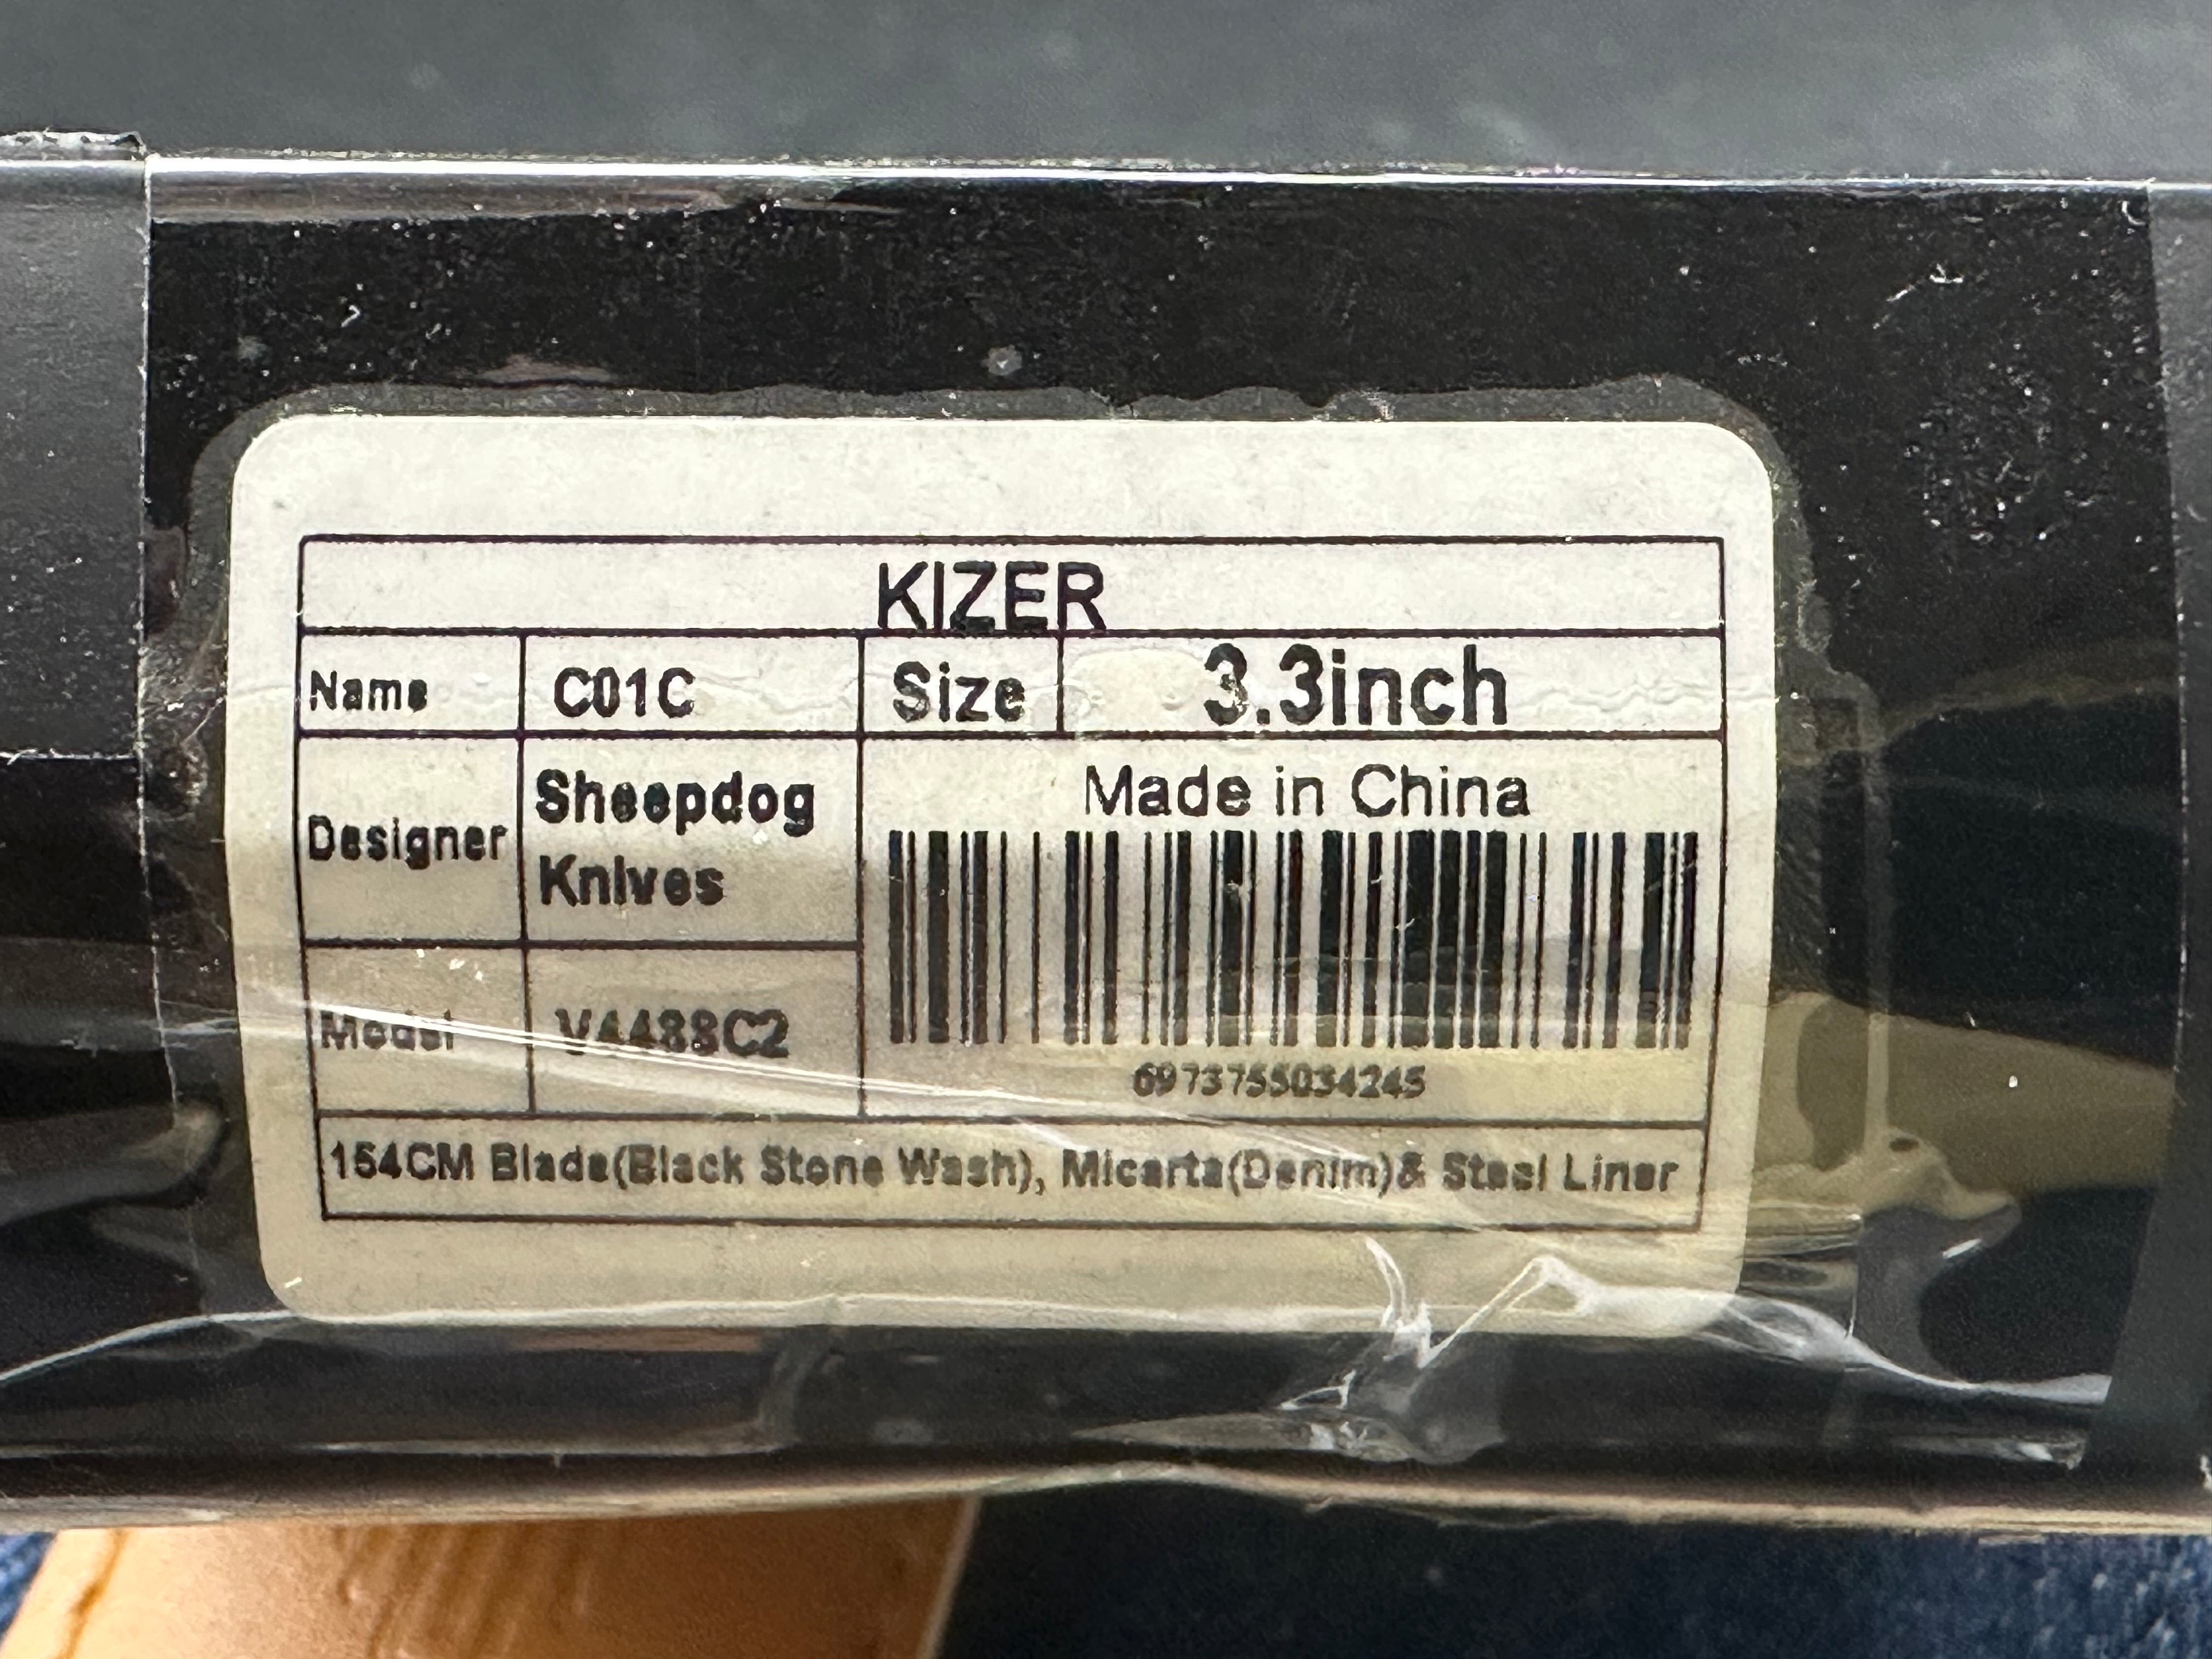 KIZER
Name C01C Size 3.3inch
Designer Sheepdog
Knives
Made in China
Model V4488C2
6973755034245
154CM Blade(Black Stone Wash), Micarta(Denim)& Steel Liner